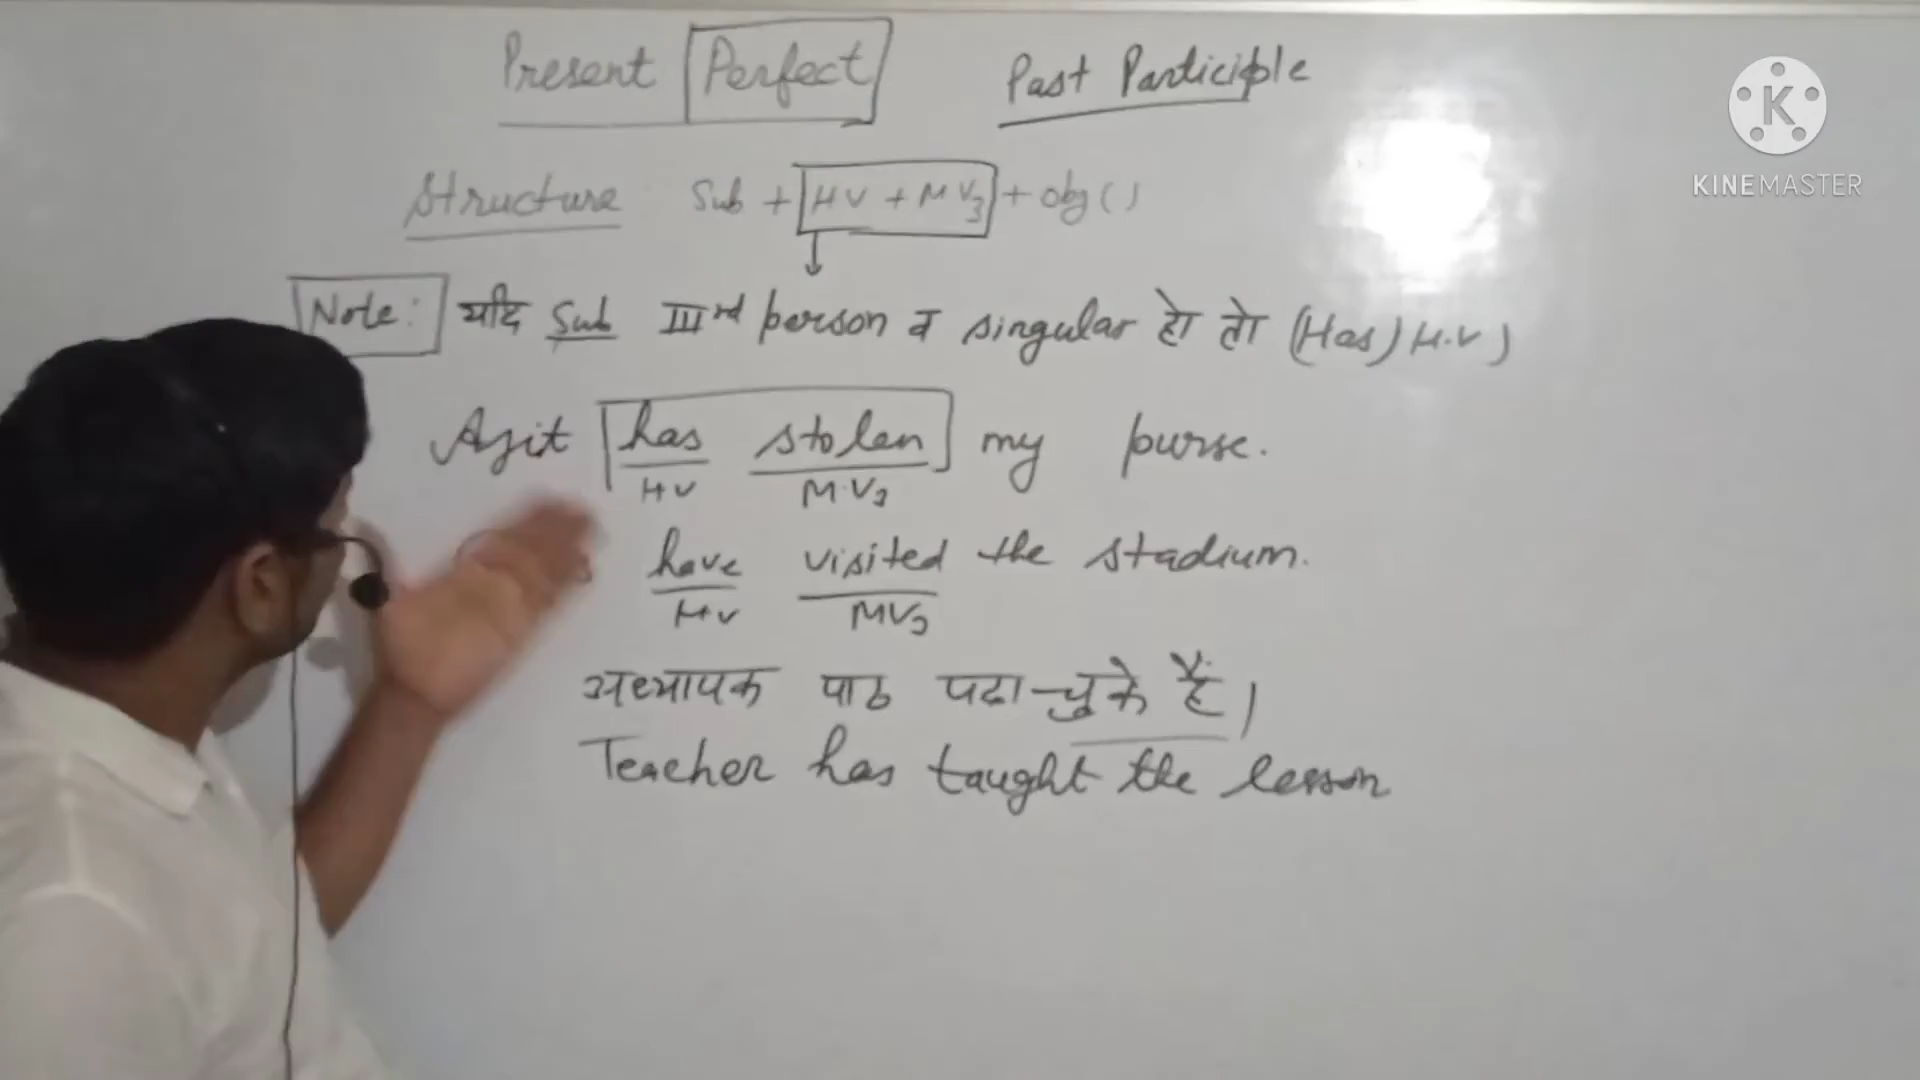 Present Perfect Past Participle
Structure Sub + HV + MV3 + obj ()
Note: यदि Sub IIIrd person व singular हो तो (Has) H.V)
Ajit has stolen my purse.
HV M.V3
have visited the stadium.
HV MV3
अध्यापक पाठ पढा चुके हैं।
Teacher has taught the lesson
K
KINEMASTER